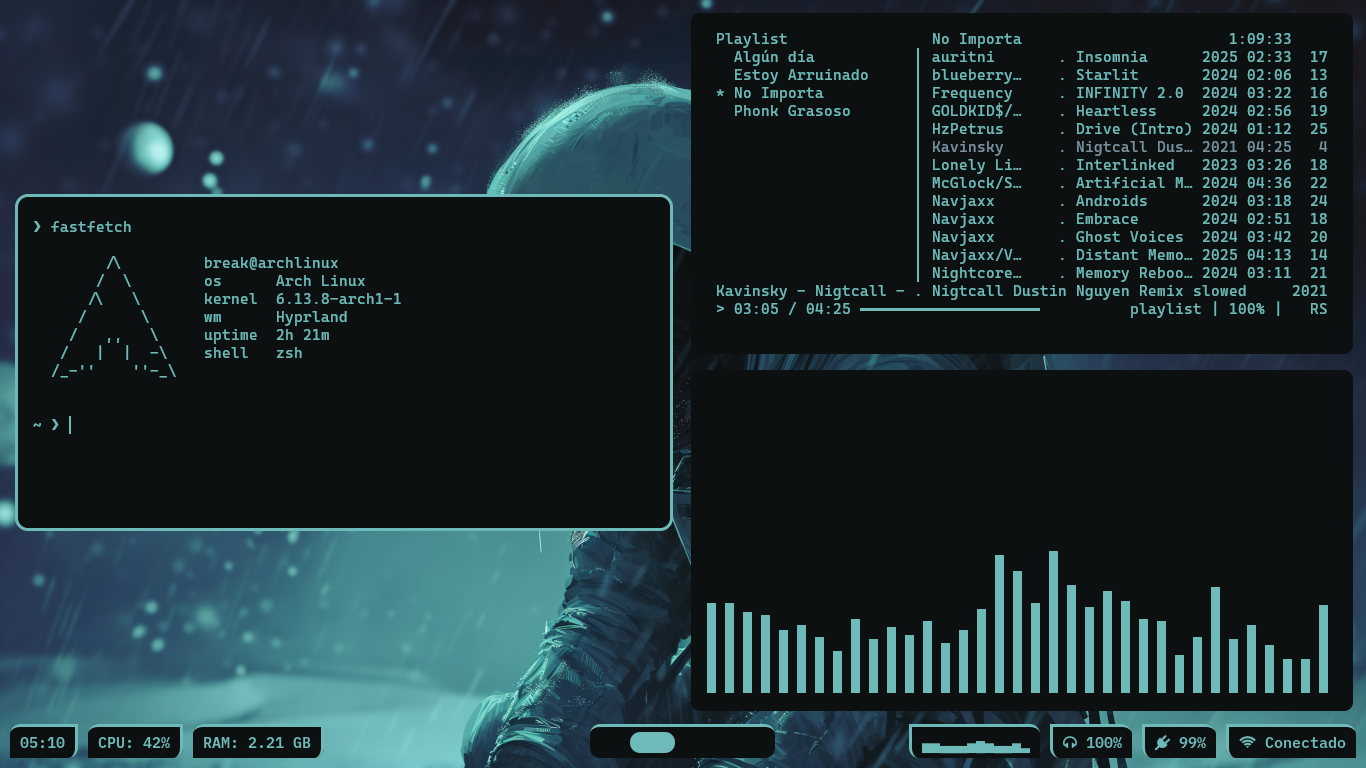 ❯ fastfetch
break@archlinux
os Arch Linux
kernel 6.13.8-arch1-1
wm Hyprland
uptime 2h 21m
shell zsh
~ ❯
Playlist No Importa 1:09:33
Algún día
Estoy Arruinado
* No Importa
Phonk Grasoso
auritni . Insomnia 2025 02:33 17
blueberry… . Starlit 2024 02:06 13
Frequency . INFINITY 2.0 2024 03:22 16
GOLDKID$/… . Heartless 2024 02:56 19
HzPetrus . Drive (Intro) 2024 01:12 25
Kavinsky . Nigtcall Dus… 2021 04:25 4
Lonely Li… . Interlinked 2023 03:26 18
McGlock/S… . Artificial M… 2024 04:36 22
Navjaxx . Androids 2024 03:18 24
Navjaxx . Embrace 2024 02:51 18
Navjaxx . Ghost Voices 2024 03:42 20
Navjaxx/V… . Distant Memo… 2025 04:13 14
Nightcore… . Memory Reboo… 2024 03:11 21
Kavinsky - Nigtcall - . Nigtcall Dustin Nguyen Remix slowed 2021
> 03:05 / 04:25 playlist | 100% | RS
05:10 CPU: 42% RAM: 2.21 GB 100% 99% Conectado